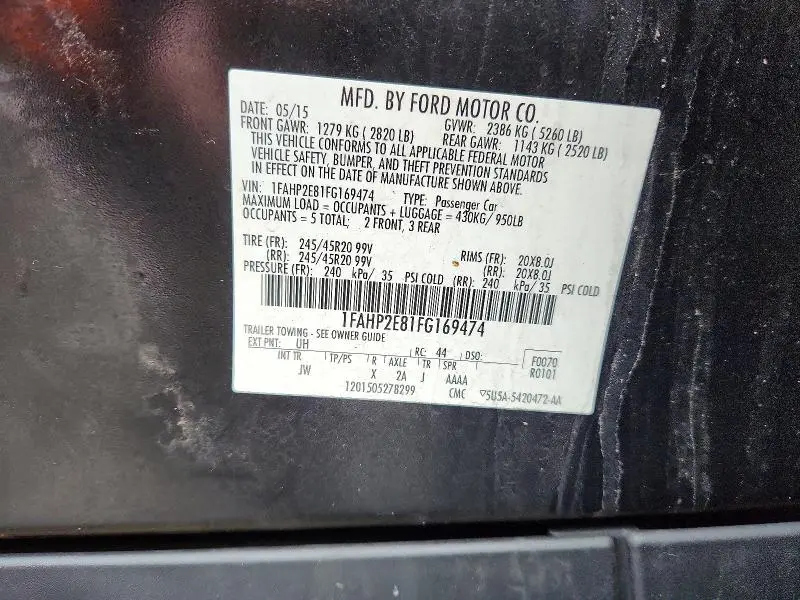 MFD. BY FORD MOTOR CO.
DATE: 05/15 GVWR: 2386 KG ( 5260 LB)
FRONT GAWR: 1279 KG ( 2820 LB) REAR GAWR: 1143 KG ( 2520 LB)
THIS VEHICLE CONFORMS TO ALL APPLICABLE FEDERAL MOTOR
VEHICLE SAFETY, BUMPER, AND THEFT PREVENTION STANDARDS
IN EFFECT ON THE DATE OF MANUFACTURE SHOWN ABOVE.
VIN: 1FAHP2E81FG169474 TYPE: Passenger Car
MAXIMUM LOAD = OCCUPANTS + LUGGAGE = 430KG/ 950LB
OCCUPANTS = 5 TOTAL; 2 FRONT, 3 REAR
TIRE (FR): 245/45R20 99V RIMS (FR): 20X8.0J
(RR): 245/45R20 99V (RR): 20X8.0J
PRESSURE (FR): 240 kPa/ 35 PSI COLD (RR): 240 kPa/ 35 PSI COLD
1FAHP2E81FG169474
TRAILER TOWING - SEE OWNER GUIDE
EXT PNT: UH RC: 44 DSO: F0070
INT TR TP/PS R AXLE TR SPR R0101
JW X 2A J AAAA
1201505278299 CMC ▽5U5A-5420472-AA